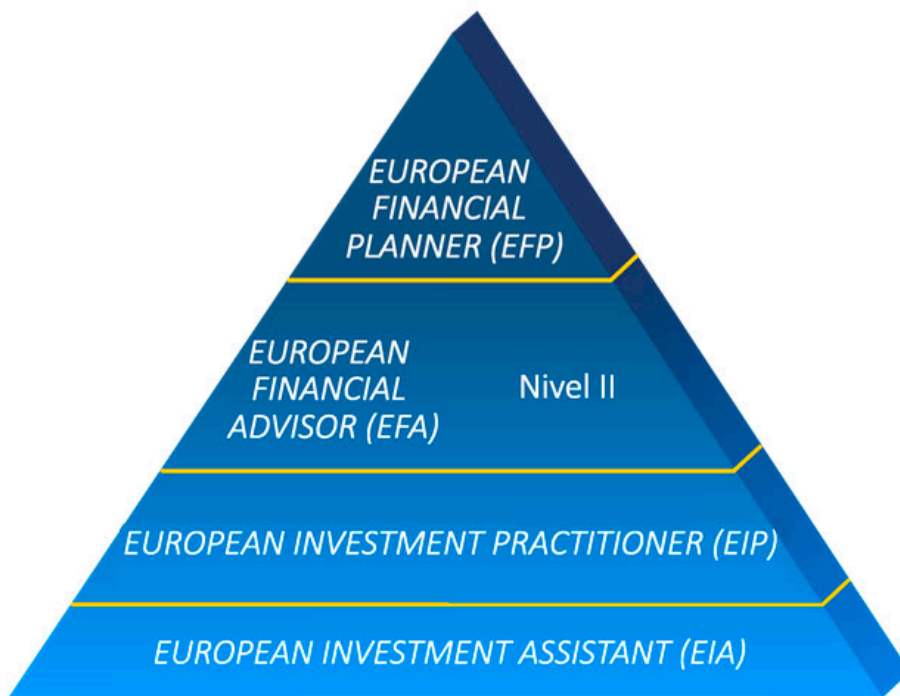 EUROPEAN
FINANCIAL
PLANNER (EFP)
EUROPEAN
FINANCIAL
ADVISOR (EFA)
Nivel II
EUROPEAN INVESTMENT PRACTITIONER (EIP)
EUROPEAN INVESTMENT ASSISTANT (EIA)